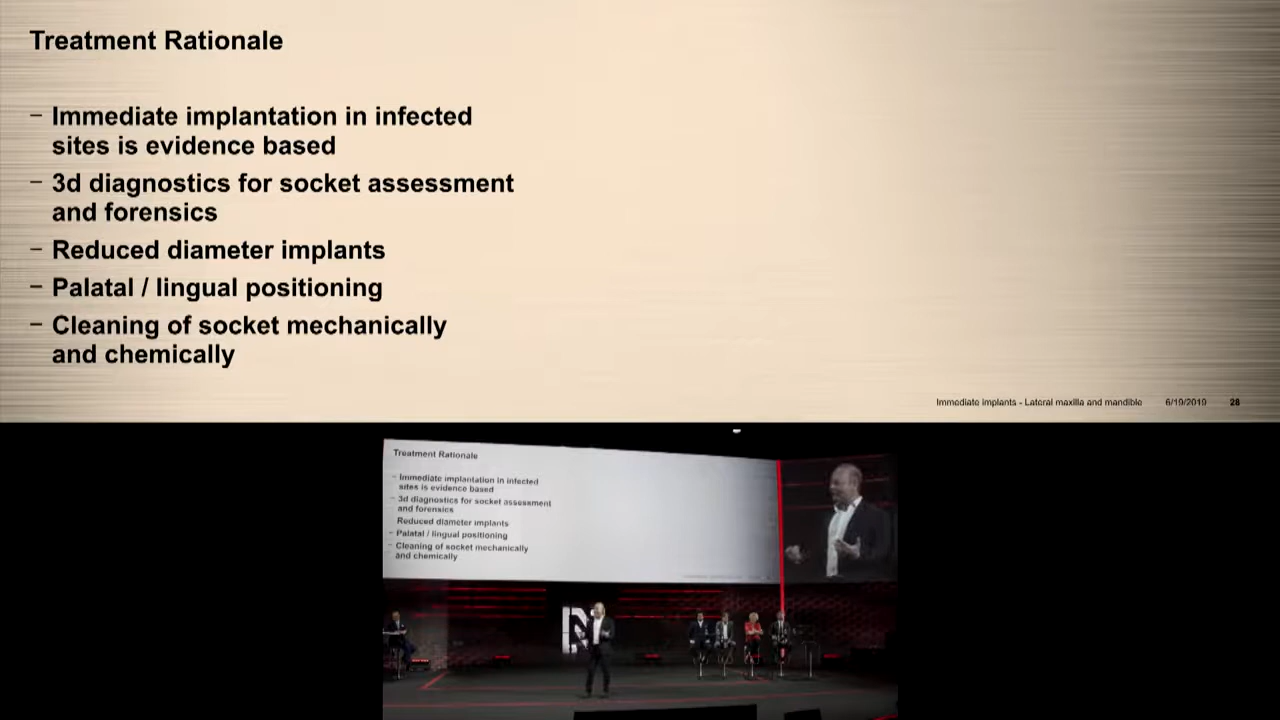 Treatment Rationale
– Immediate implantation in infected
sites is evidence based
– 3d diagnostics for socket assessment
and forensics
– Reduced diameter implants
– Palatal / lingual positioning
– Cleaning of socket mechanically
and chemically
Immediate implants - Lateral maxilla and mandible 6/19/2019 28
Treatment Rationale
– Immediate implantation in infected
sites is evidence based
– 3d diagnostics for socket assessment
and forensics
Reduced diameter implants
– Palatal / lingual positioning
– Cleaning of socket mechanically
and chemically
N